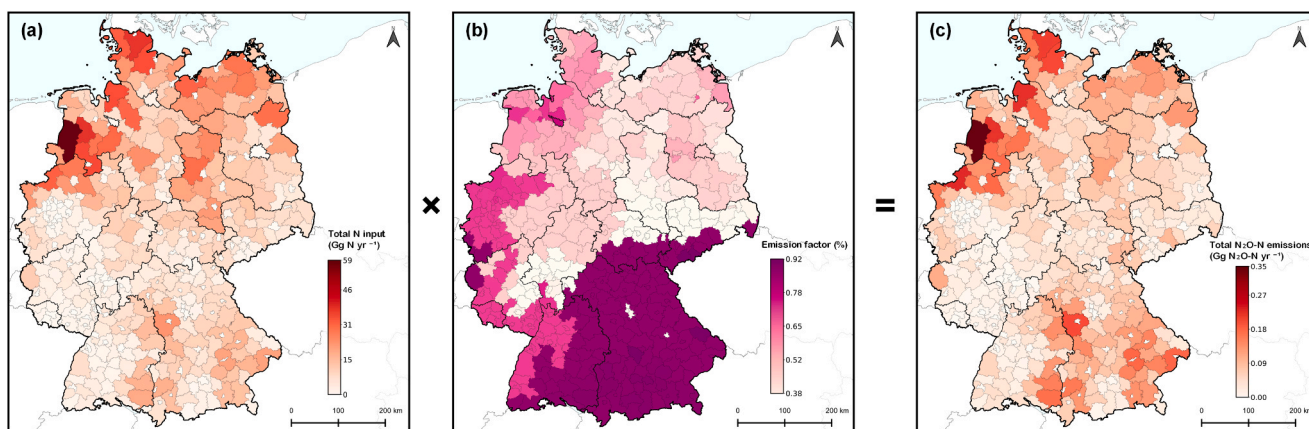 (a)
Total N input
(Gg N yr ⁻¹)
59
46
31
15
0
0 100 200 km
×
(b)
Emission factor (%)
0.92
0.78
0.65
0.52
0.38
0 100 200 km
=
(c)
Total N₂O-N emissions
(Gg N₂O-N yr ⁻¹)
0.35
0.26
0.18
0.09
0.00
0 100 200 km